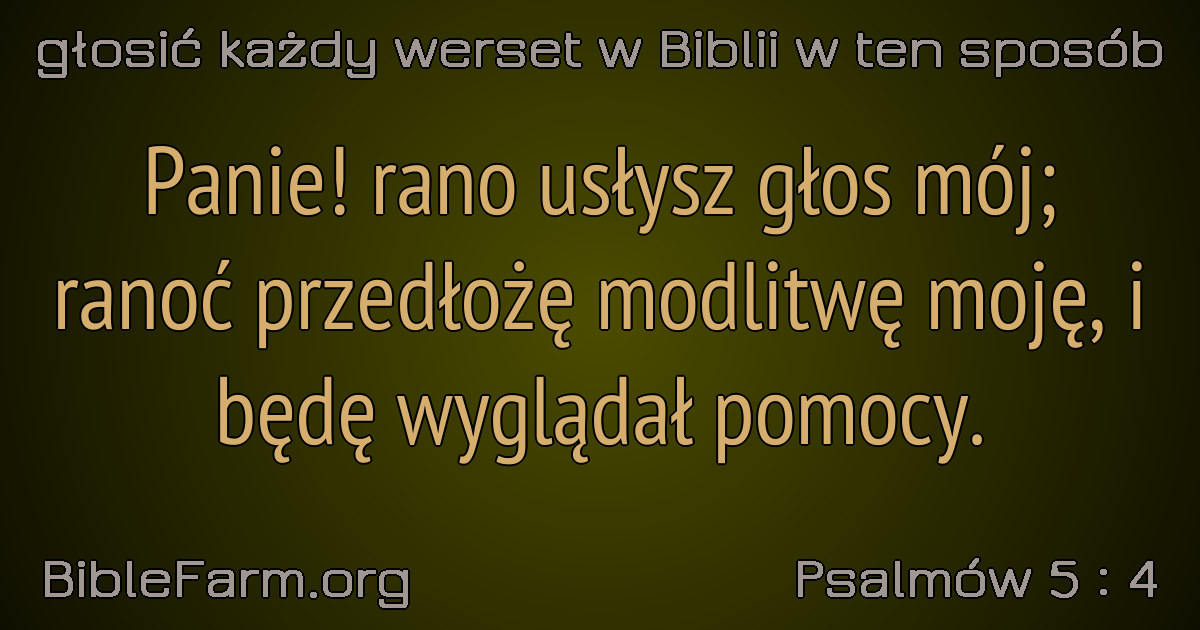 głosić każdy werset w Biblii w ten sposób
Panie! rano usłysz głos mój;
ranoć przedłożę modlitwę moję, i
będę wyglądał pomocy.
BibleFarm.org
Psalmów 5 : 4